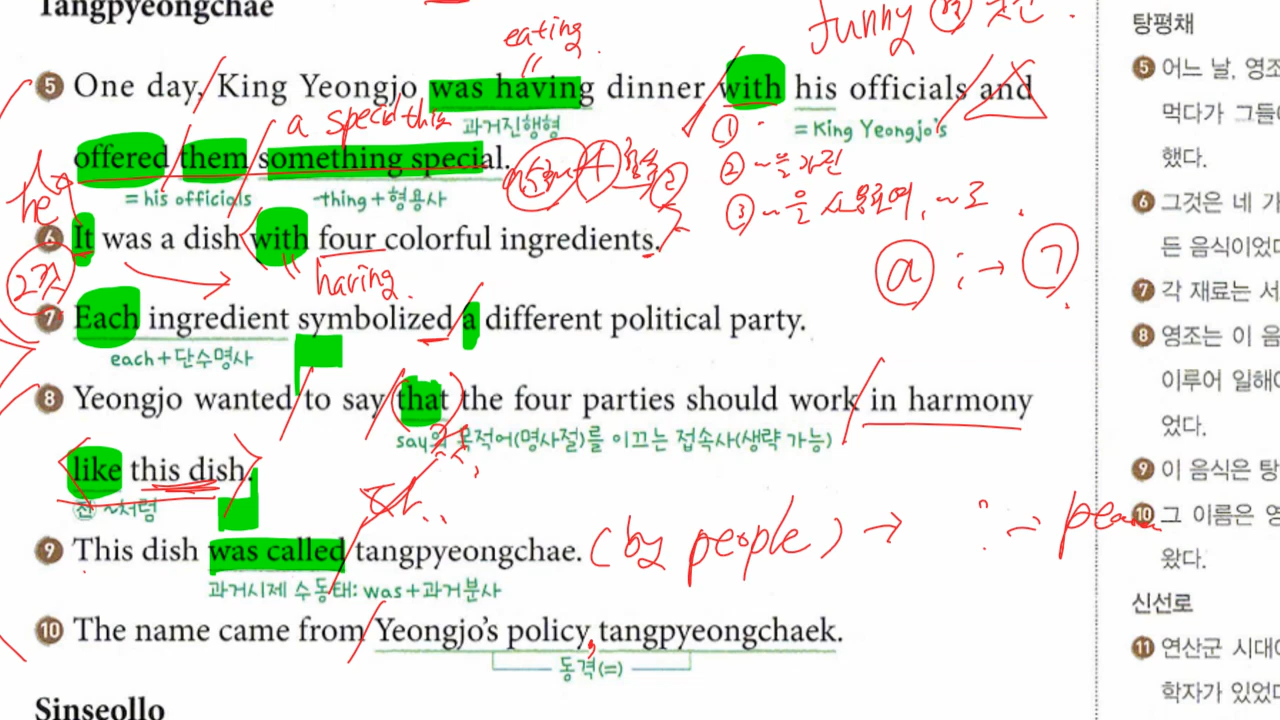 Tangpyeongchae
funny
eating
5 One day, King Yeongjo was having dinner with his officials and
a special
과거진행형
① = King Yeongjo's
offered them something special.
he
② ~을 가진
= his officials
-thing + 형용사
③ ~을 사용하여, ~로
6 It was a dish with four colorful ingredients.
having
ⓐ
7 Each ingredient symbolized a different political party.
each + 단수명사
8 Yeongjo wanted to say that the four parties should work in harmony
say의 목적어(명사절)를 이끄는 접속사(생략 가능)
like this dish.
전 ~처럼
9 This dish was called tangpyeongchae. (by people) →
과거시제 수동태: was + 과거분사
10 The name came from Yeongjo's policy, tangpyeongchaek.
동격(=)
Sinseollo
탕평채
5 어느 날, 영조
먹다가 그들에
했다.
6 그것은 네 가
든 음식이었다
7 각 재료는 서
8 영조는 이 음
이루어 일해야
었다.
9 이 음식은 탕
10 그 이름은 영
왔다.
신선로
11 연산군 시대에
학자가 있었다